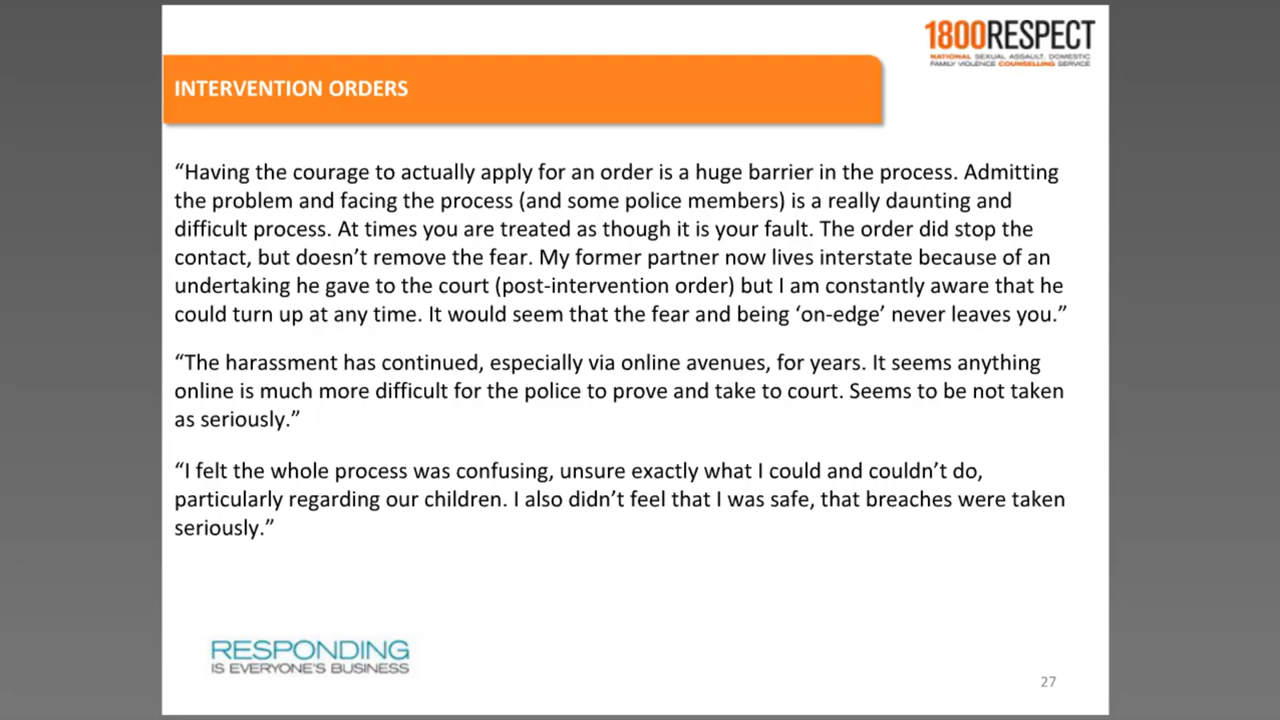 1800RESPECT
NATIONAL SEXUAL ASSAULT, DOMESTIC
FAMILY VIOLENCE COUNSELLING SERVICE
INTERVENTION ORDERS
“Having the courage to actually apply for an order is a huge barrier in the process. Admitting
the problem and facing the process (and some police members) is a really daunting and
difficult process. At times you are treated as though it is your fault. The order did stop the
contact, but doesn’t remove the fear. My former partner now lives interstate because of an
undertaking he gave to the court (post-intervention order) but I am constantly aware that he
could turn up at any time. It would seem that the fear and being ‘on-edge’ never leaves you.”
“The harassment has continued, especially via online avenues, for years. It seems anything
online is much more difficult for the police to prove and take to court. Seems to be not taken
as seriously.”
“I felt the whole process was confusing, unsure exactly what I could and couldn’t do,
particularly regarding our children. I also didn’t feel that I was safe, that breaches were taken
seriously.”
RESPONDING
IS EVERYONE’S BUSINESS
27